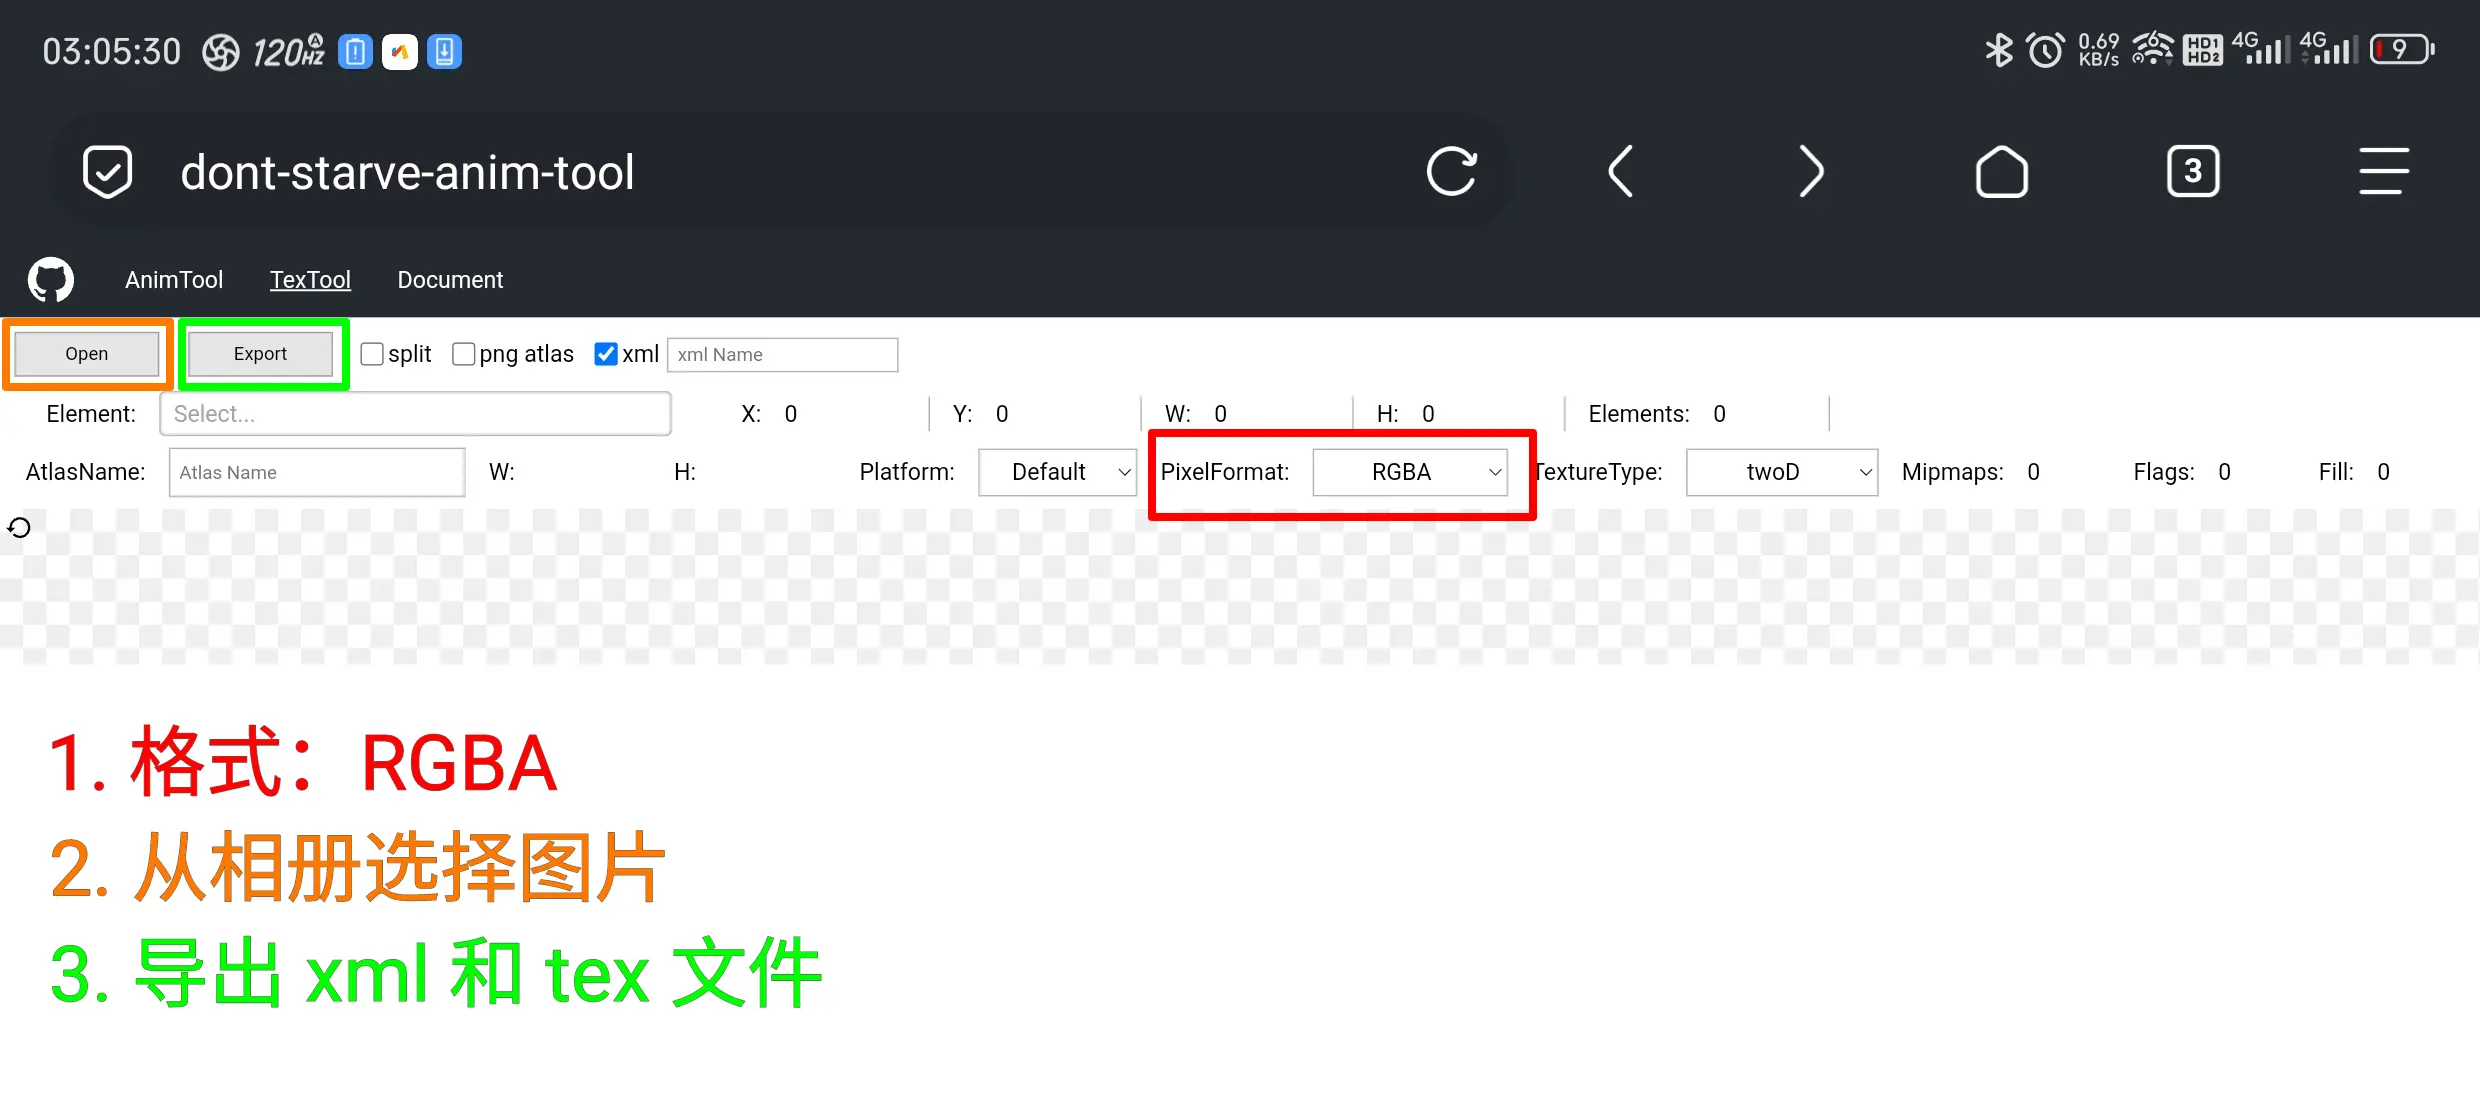 03:05:30 120HZ A 0.69 KB/s 6 HD1 HD2 4G 4G 9
dont-starve-anim-tool 3
AnimTool TexTool Document
Open Export split png atlas xml xml Name
Element: Select... X: 0 Y: 0 W: 0 H: 0 Elements: 0
AtlasName: Atlas Name W: H: Platform: Default PixelFormat: RGBA TextureType: twoD Mipmaps: 0 Flags: 0 Fill: 0
1. 格式：RGBA
2. 从相册选择图片
3. 导出 xml 和 tex 文件